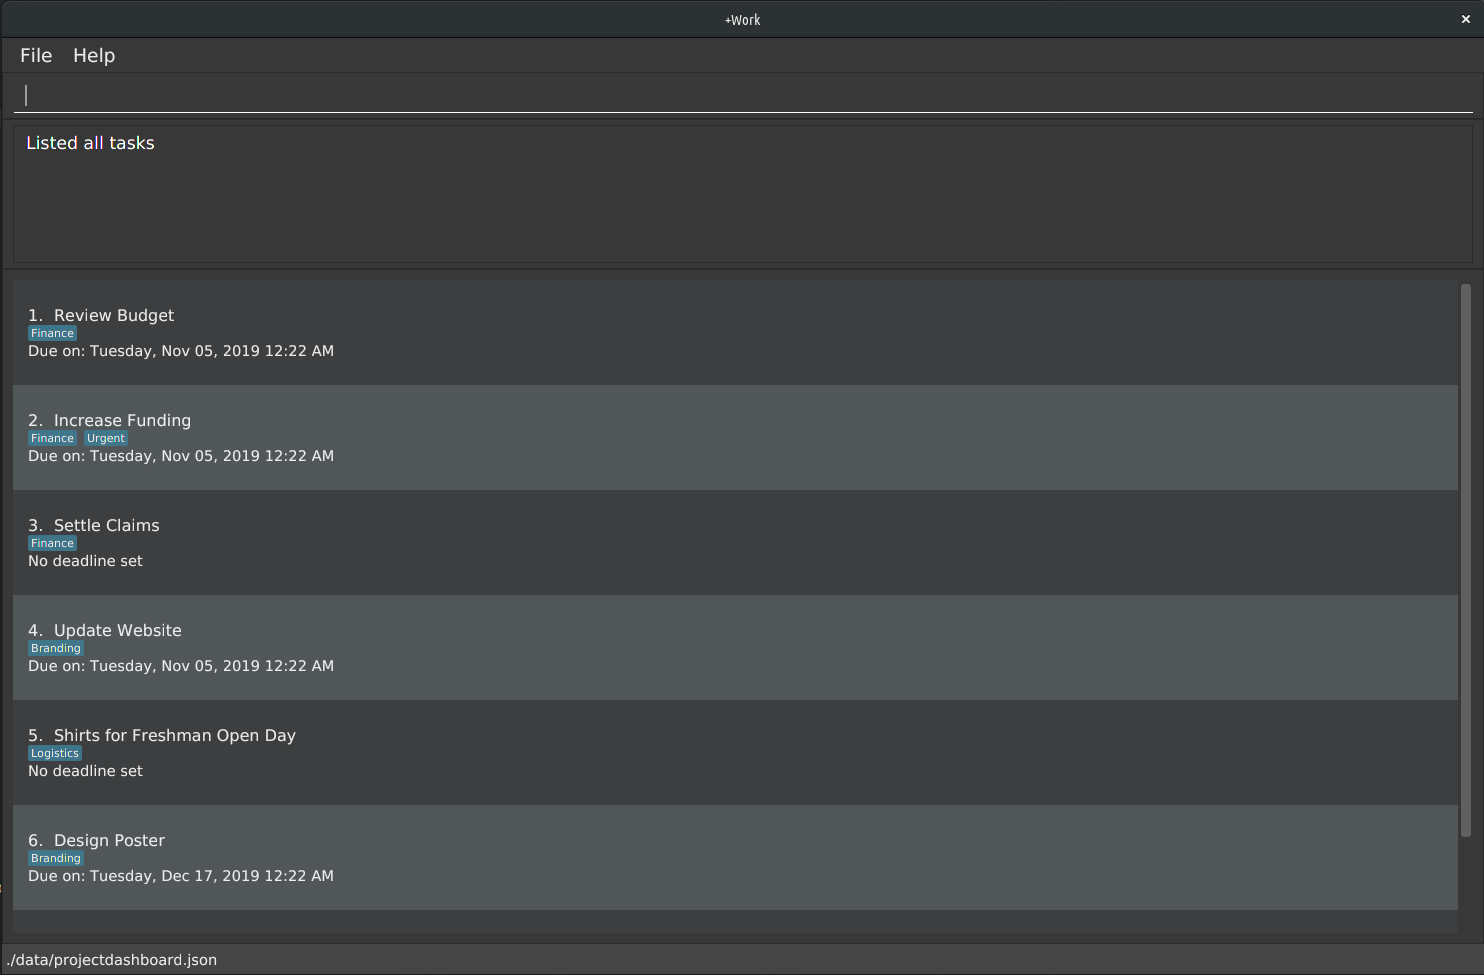 +Work
File Help
Listed all tasks
1. Review Budget
Finance
Due on: Tuesday, Nov 05, 2019 12:22 AM
2. Increase Funding
Finance Urgent
Due on: Tuesday, Nov 05, 2019 12:22 AM
3. Settle Claims
Finance
No deadline set
4. Update Website
Branding
Due on: Tuesday, Nov 05, 2019 12:22 AM
5. Shirts for Freshman Open Day
Logistics
No deadline set
6. Design Poster
Branding
Due on: Tuesday, Dec 17, 2019 12:22 AM
./data/projectdashboard.json